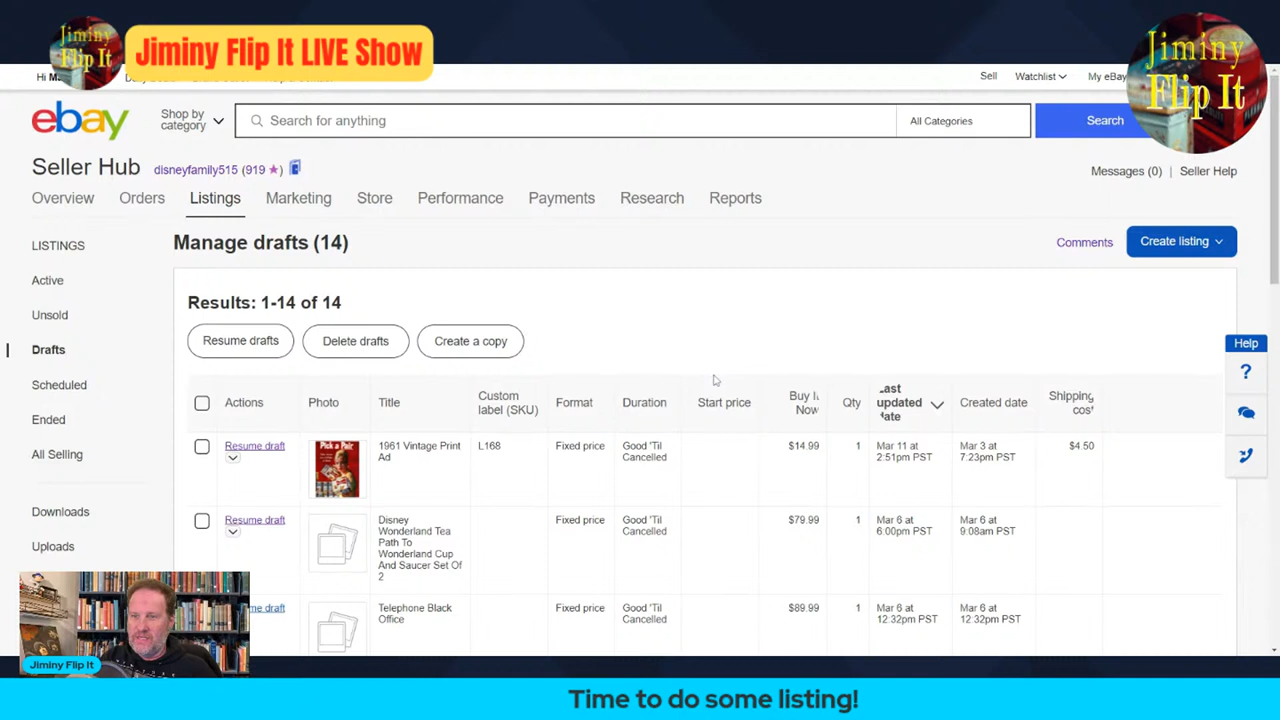 Jiminy
Flip It
Jiminy Flip It LIVE Show
Jiminy
Flip It
Hi
Sell
Watchlist
My eBay
ebay
Shop by
category
Search for anything
All Categories
Search
Seller Hub
disneyfamily515 (919 ★)
Messages (0) | Seller Help
Overview
Orders
Listings
Marketing
Store
Performance
Payments
Research
Reports
LISTINGS
Active
Unsold
Drafts
Scheduled
Ended
All Selling
Downloads
Uploads
Manage drafts (14)
Comments
Create listing
Results: 1-14 of 14
Resume drafts
Delete drafts
Create a copy
Actions
Photo
Title
Custom
label (SKU)
Format
Duration
Start price
Buy It
Now
Qty
Last
updated
date
Created date
Shipping
cost
Resume draft
Pick a Pair
1961 Vintage Print
Ad
L168
Fixed price
Good 'Til
Cancelled
$14.99
1
Mar 11 at
2:51pm PST
Mar 3 at
7:23pm PST
$4.50
Resume draft
Disney
Wonderland Tea
Path To
Wonderland Cup
And Saucer Set Of
2
Fixed price
Good 'Til
Cancelled
$79.99
1
Mar 6 at
6:00pm PST
Mar 6 at
9:08am PST
me draft
Telephone Black
Office
Fixed price
Good 'Til
Cancelled
$89.99
1
Mar 6 at
12:32pm PST
Mar 6 at
12:32pm PST
Help
?
Jiminy Flip It
Time to do some listing!